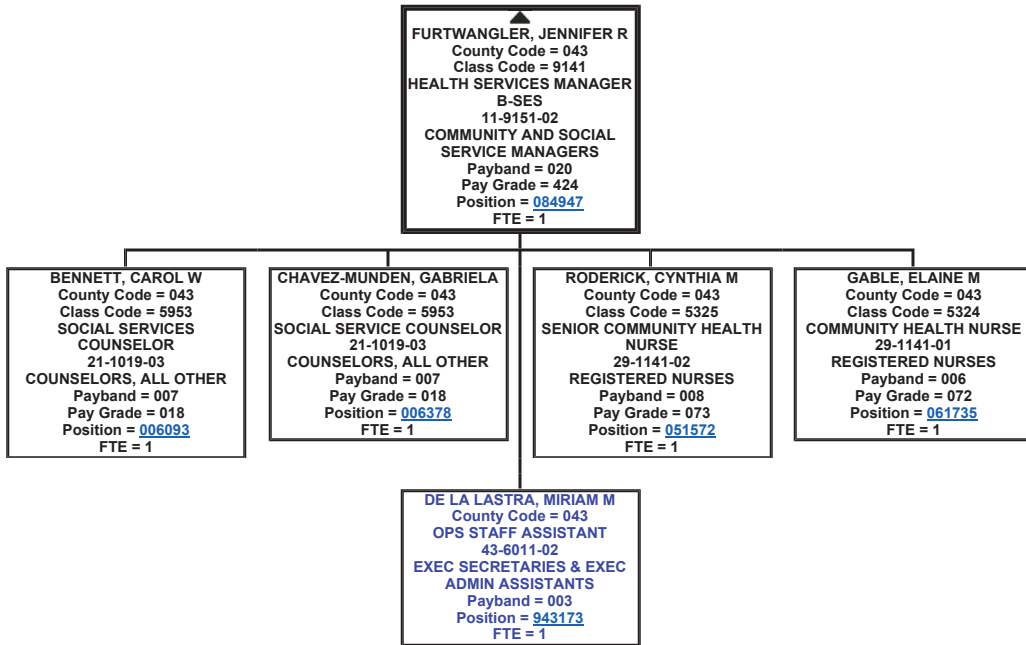 FURTWANGLER, JENNIFER R
County Code = 043
Class Code = 9141
HEALTH SERVICES MANAGER
B-SES
11-9151-02
COMMUNITY AND SOCIAL
SERVICE MANAGERS
Payband = 020
Pay Grade = 424
Position = 084947
FTE = 1
BENNETT, CAROL W
County Code = 043
Class Code = 5953
SOCIAL SERVICES
COUNSELOR
21-1019-03
COUNSELORS, ALL OTHER
Payband = 007
Pay Grade = 018
Position = 006093
FTE = 1
CHAVEZ-MUNDEN, GABRIELA
County Code = 043
Class Code = 5953
SOCIAL SERVICE COUNSELOR
21-1019-03
COUNSELORS, ALL OTHER
Payband = 007
Pay Grade = 018
Position = 006378
FTE = 1
RODERICK, CYNTHIA M
County Code = 043
Class Code = 5325
SENIOR COMMUNITY HEALTH
NURSE
29-1141-02
REGISTERED NURSES
Payband = 008
Pay Grade = 073
Position = 051572
FTE = 1
GABLE, ELAINE M
County Code = 043
Class Code = 5324
COMMUNITY HEALTH NURSE
29-1141-01
REGISTERED NURSES
Payband = 006
Pay Grade = 072
Position = 061735
FTE = 1
DE LA LASTRA, MIRIAM M
County Code = 043
OPS STAFF ASSISTANT
43-6011-02
EXEC SECRETARIES & EXEC
ADMIN ASSISTANTS
Payband = 003
Position = 943173
FTE = 1